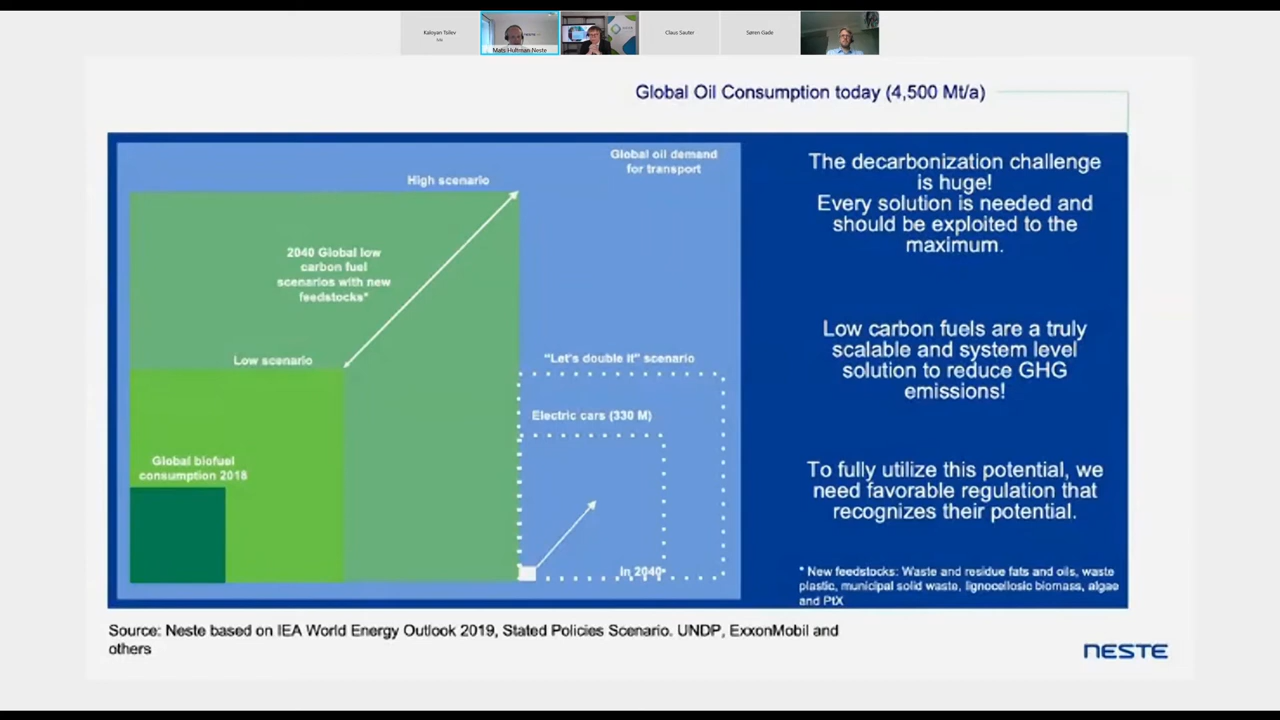 Kaloyan Tollev
Mats Hultman Neste
Claus Sauter
Søren Gade
Global Oil Consumption today (4,500 Mt/a)
Global oil demand
for transport
High scenario
2040 Global low
carbon fuel
scenarios with new
feedstocks*
Low scenario
"Let's double it" scenario
Electric cars (330 M)
Global biofuel
consumption 2018
In 2040*
The decarbonization challenge
is huge!
Every solution is needed and
should be exploited to the
maximum.
Low carbon fuels are a truly
scalable and system level
solution to reduce GHG
emissions!
To fully utilize this potential, we
need favorable regulation that
recognizes their potential.
* New feedstocks: Waste and residue fats and oils, waste
plastic, municipal solid waste, lignocellosic biomass, algae
and PtX
Source: Neste based on IEA World Energy Outlook 2019, Stated Policies Scenario. UNDP, ExxonMobil and
others
NESTE